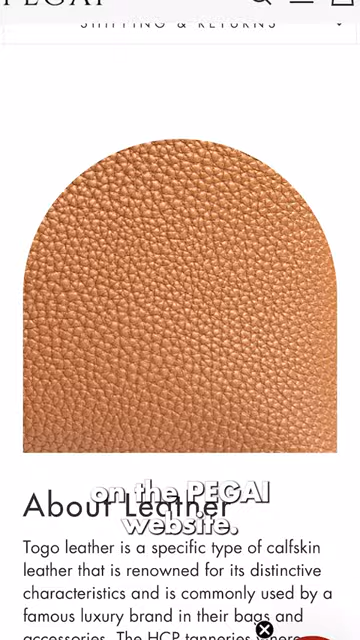 PEGAI
SHIPPING & RETURNS
About Leather
on the PEGAI
website.
Togo leather is a specific type of calfskin
leather that is renowned for its distinctive
characteristics and is commonly used by a
famous luxury brand in their bags and
accessories. The HCP tanneries